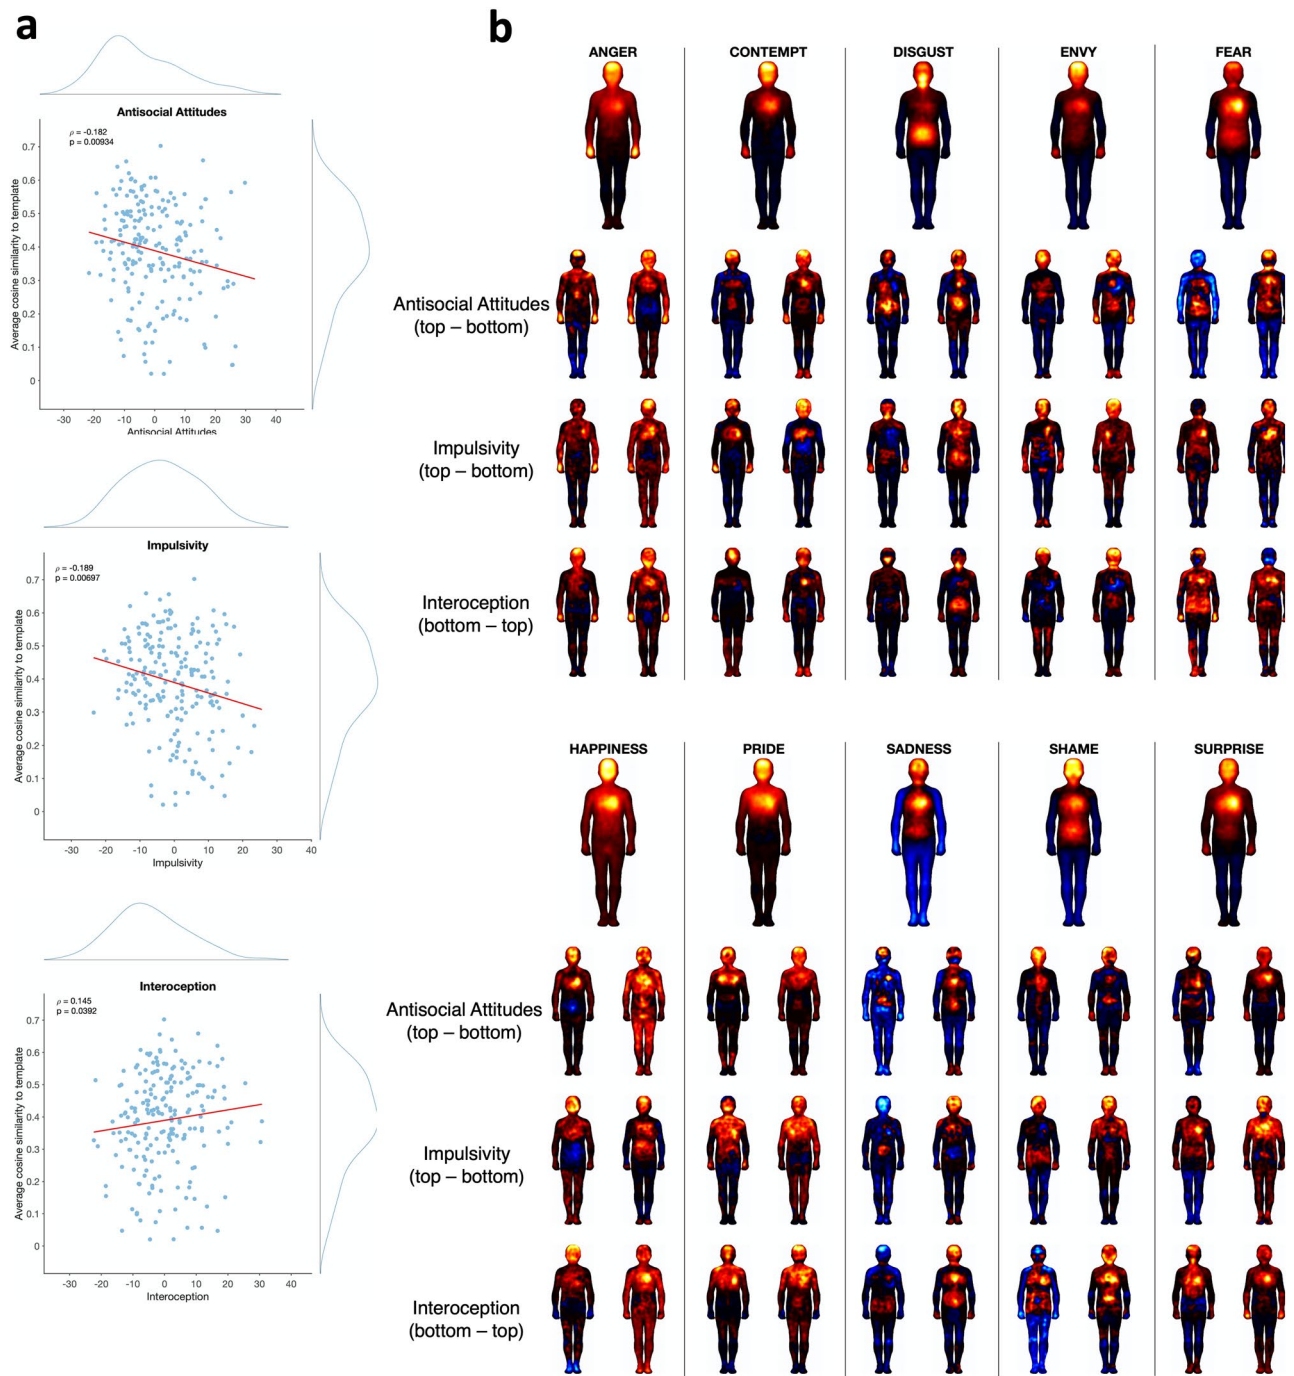 a
Antisocial Attitudes
ρ = -0.182
p = 0.00934
Average cosine similarity to template
0.7
0.6
0.5
0.4
0.3
0.2
0.1
0
-30 -20 -10 0 10 20 30 40
Antisocial Attitudes
Impulsivity
ρ = -0.189
p = 0.00697
Average cosine similarity to template
0.7
0.6
0.5
0.4
0.3
0.2
0.1
0
-30 -20 -10 0 10 20 30 40
Impulsivity
Interoception
ρ = 0.145
p = 0.0392
Average cosine similarity to template
0.7
0.6
0.5
0.4
0.3
0.2
0.1
0
-30 -20 -10 0 10 20 30 40
Interoception
b
ANGER CONTEMPT DISGUST ENVY FEAR
Antisocial Attitudes
(top – bottom)
Impulsivity
(top – bottom)
Interoception
(bottom – top)
HAPPINESS PRIDE SADNESS SHAME SURPRISE
Antisocial Attitudes
(top – bottom)
Impulsivity
(top – bottom)
Interoception
(bottom – top)